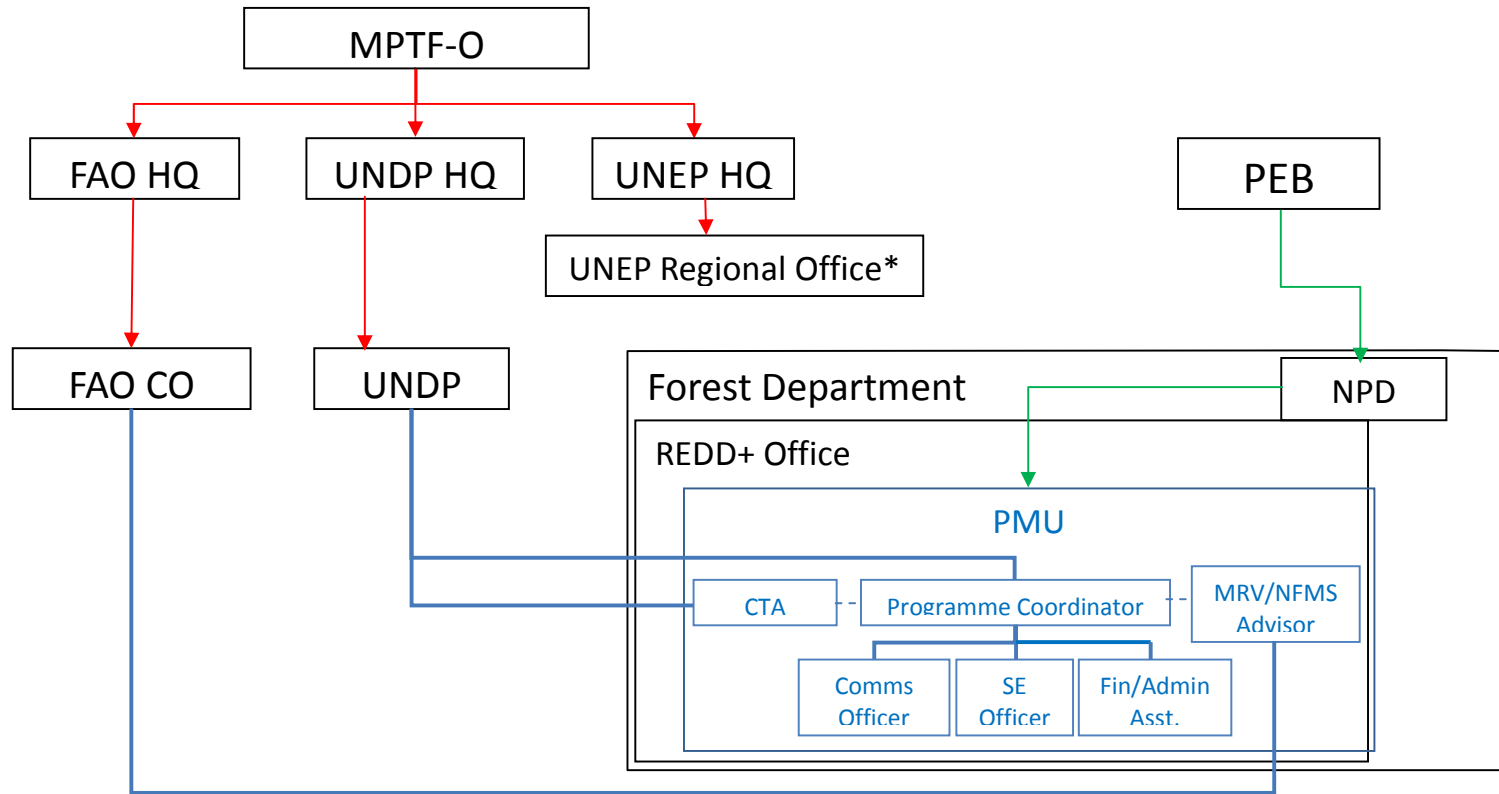 MPTF-O
FAO HQ
UNDP HQ
UNEP HQ
PEB
UNEP Regional Office*
FAO CO
UNDP
Forest Department
NPD
REDD+ Office
PMU
CTA
Programme Coordinator
MRV/NFMS
Advisor
Comms
Officer
SE
Officer
Fin/Admin
Asst.